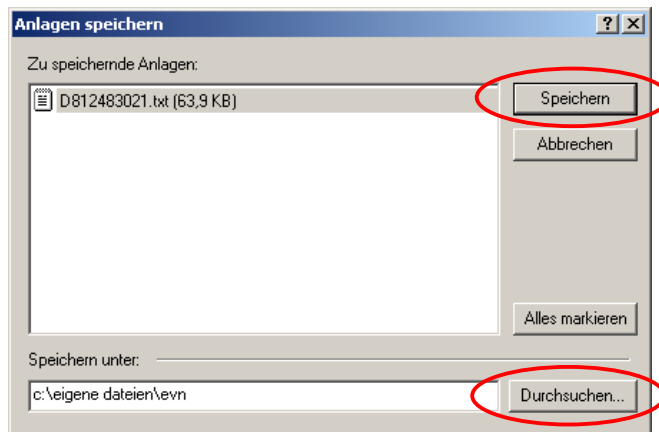 Anlagen speichern
Zu speichernde Anlagen:
D812483021.txt (63,9 KB)
Speichern
Abbrechen
Alles markieren
Speichern unter:
c:\eigene dateien\evn
Durchsuchen...